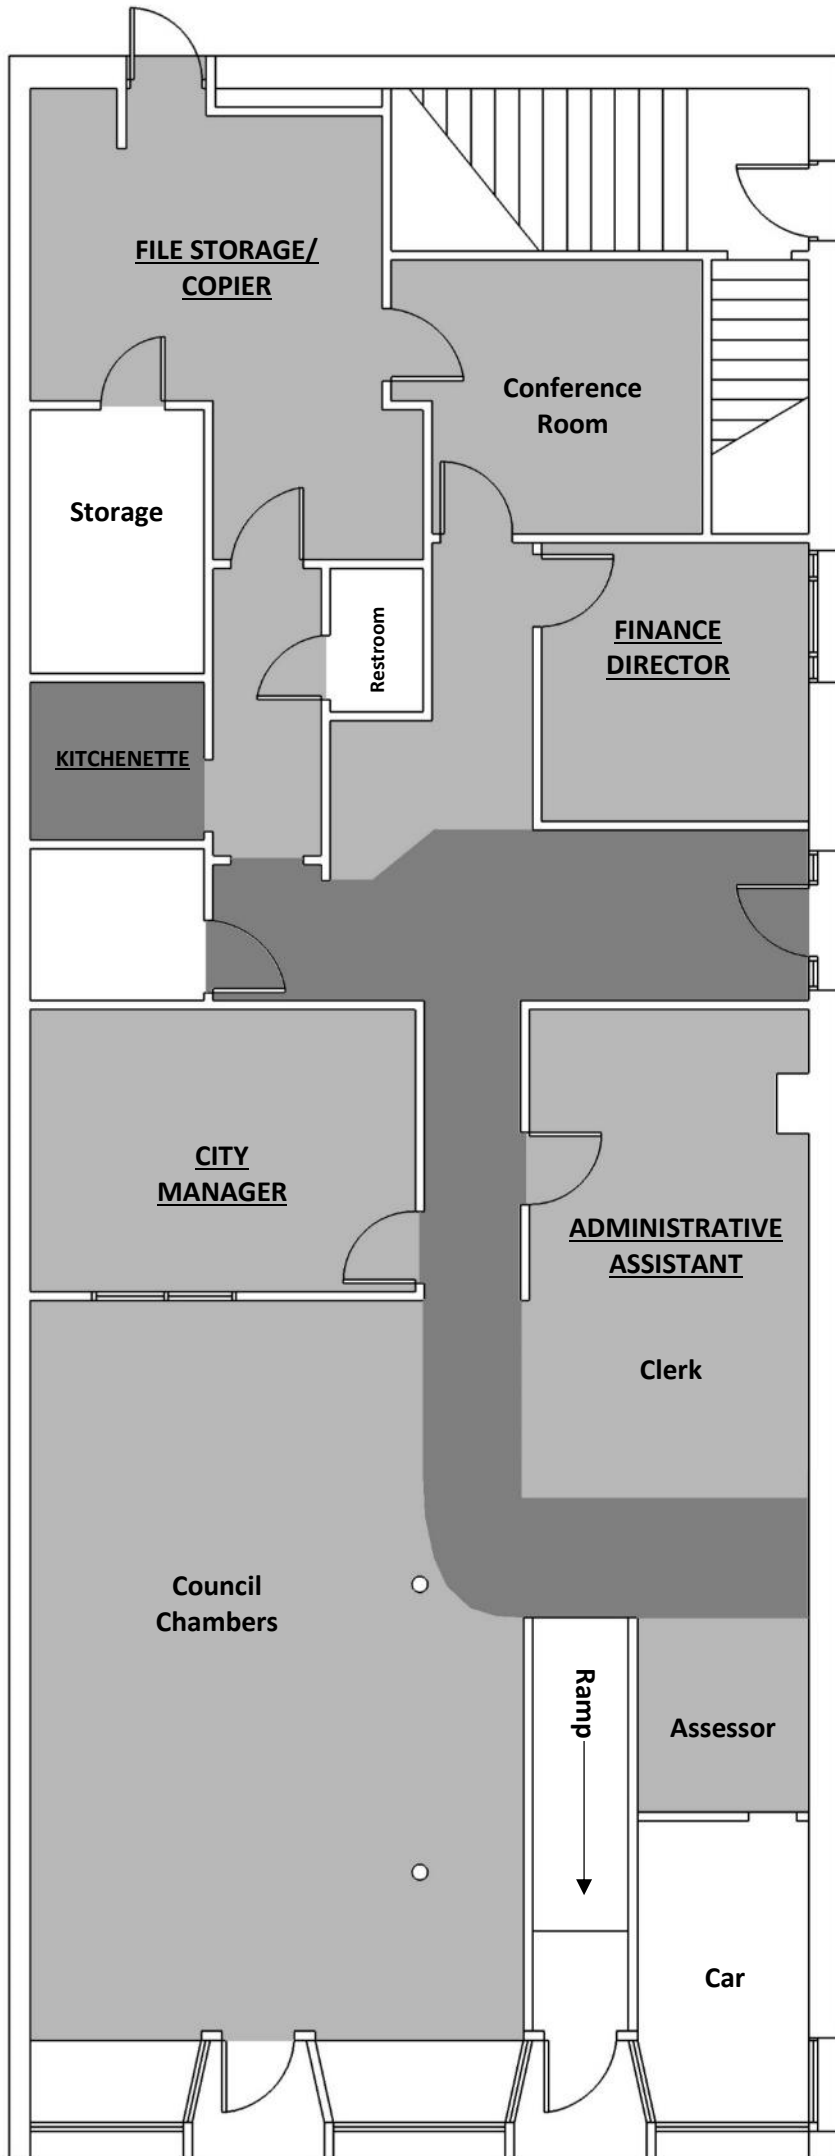 FILE STORAGE/
COPIER
Conference
Room
Storage
Restroom
FINANCE
DIRECTOR
KITCHENETTE
CITY
MANAGER
ADMINISTRATIVE
ASSISTANT
Clerk
Council
Chambers
Ramp
Assessor
Car